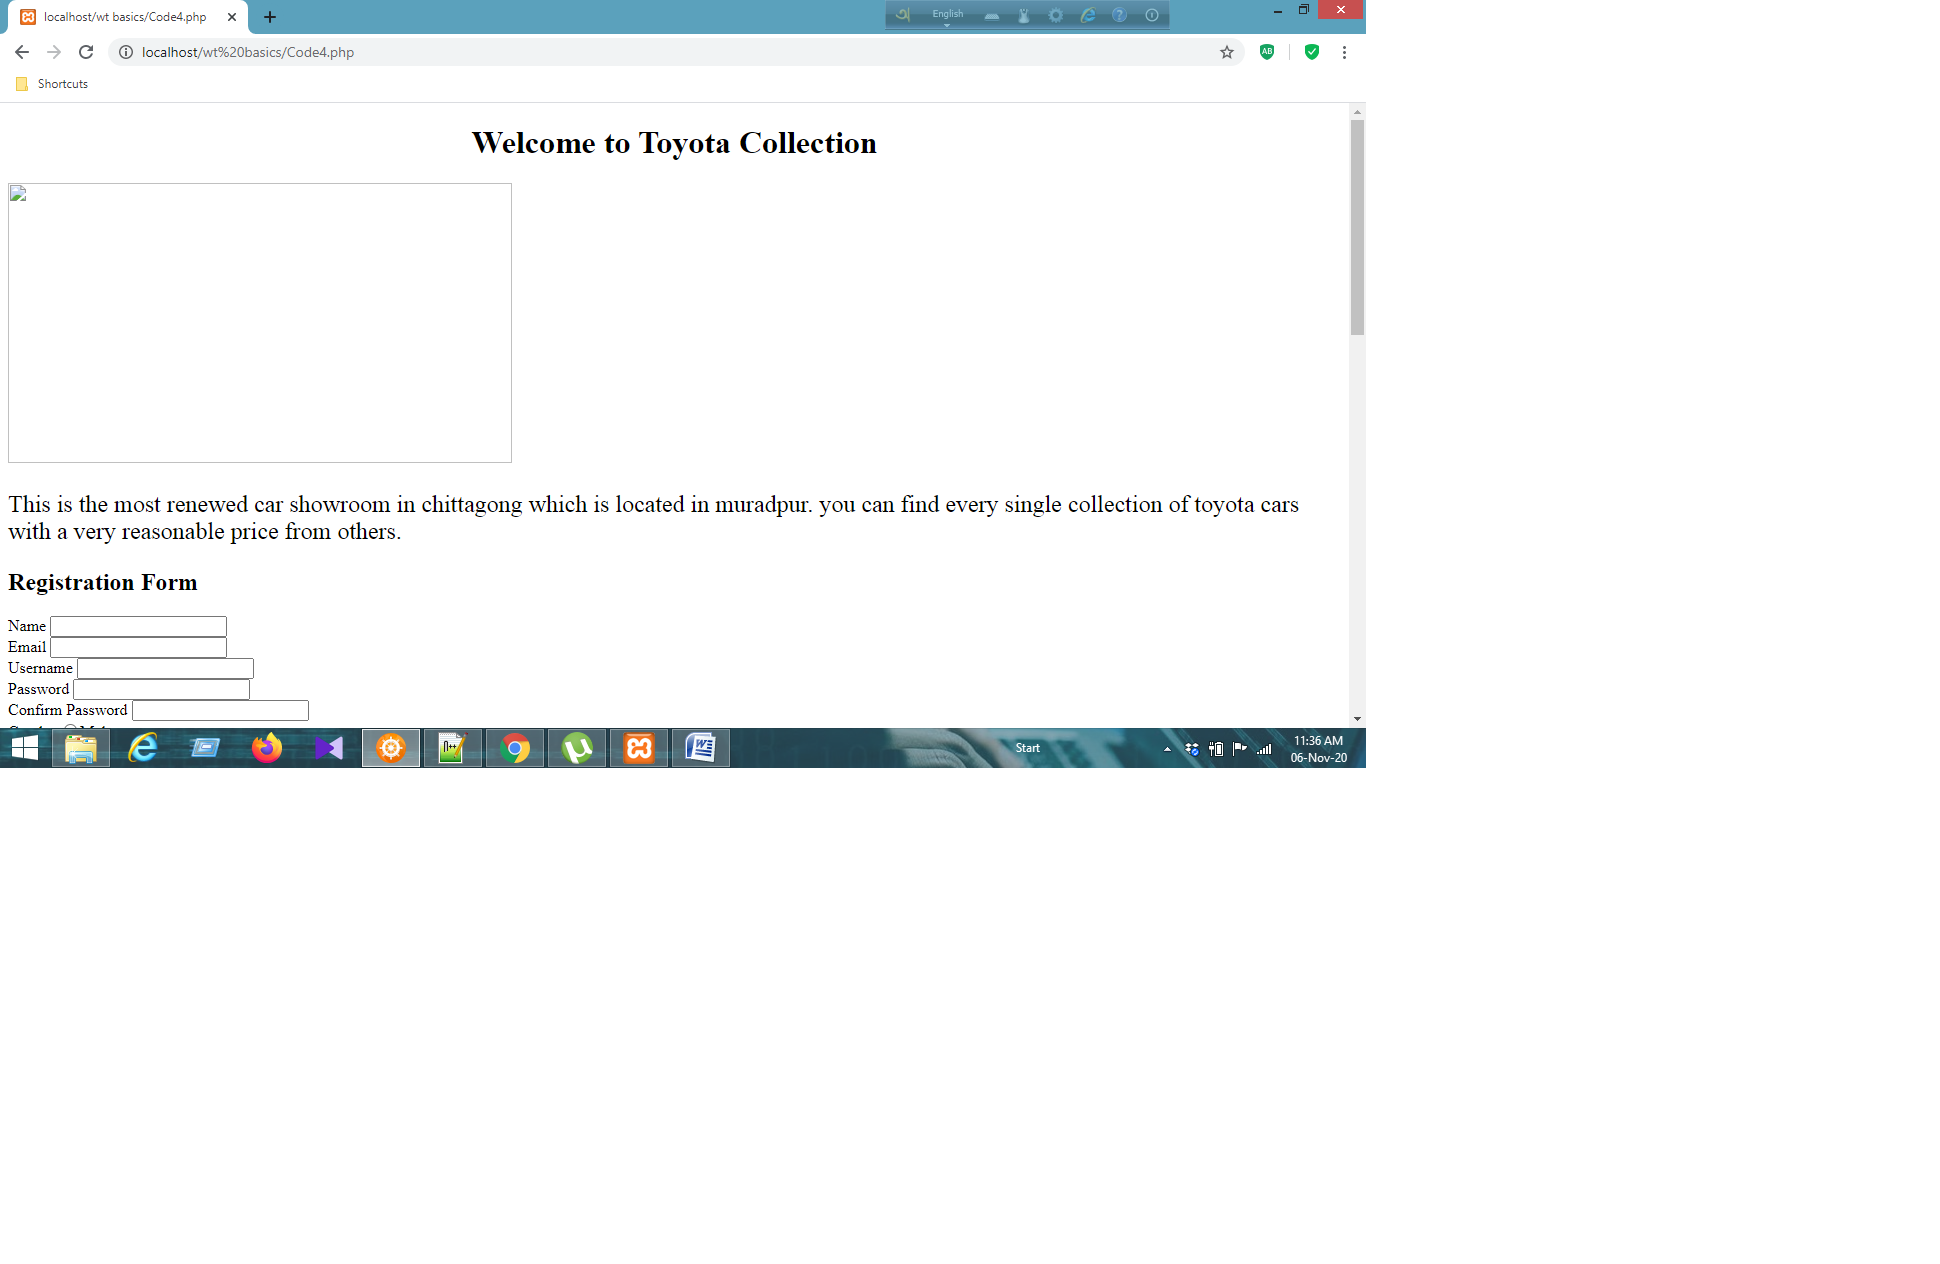 localhost/wt basics/Code4.php
English
localhost/wt%20basics/Code4.php
Shortcuts
Welcome to Toyota Collection
This is the most renewed car showroom in chittagong which is located in muradpur. you can find every single collection of toyota cars
with a very reasonable price from others.
Registration Form
Name
Email
Username
Password
Confirm Password
Start
11:36 AM
06-Nov-20